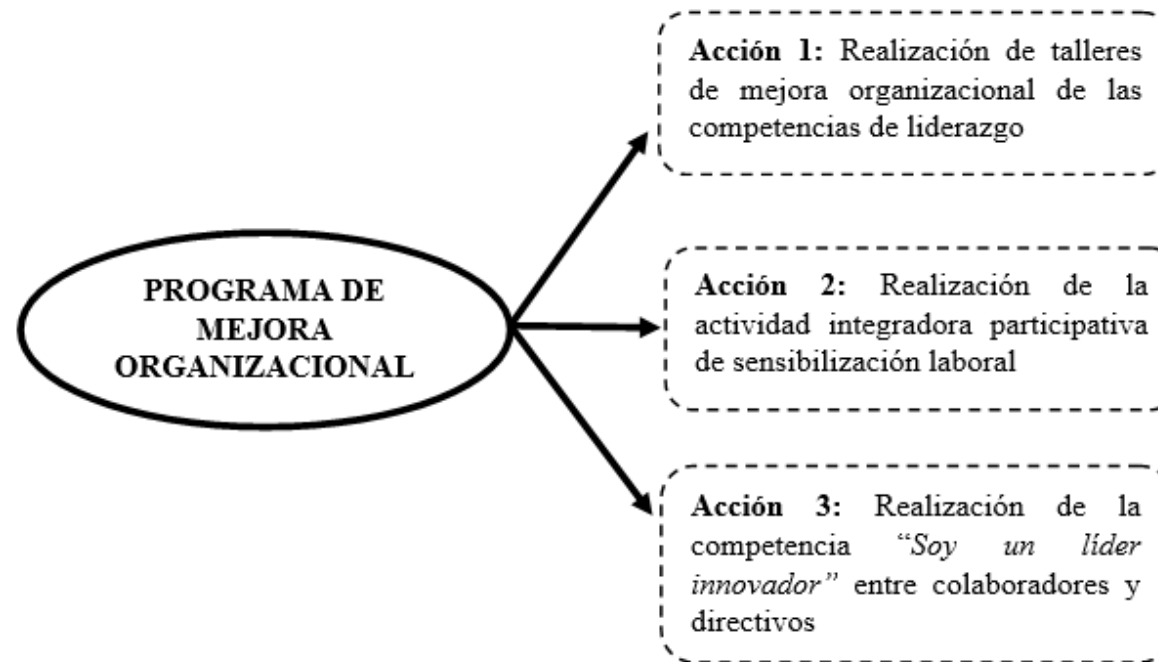 PROGRAMA DE
MEJORA
ORGANIZACIONAL
Acción 1: Realización de talleres
de mejora organizacional de las
competencias de liderazgo
Acción 2: Realización de la
actividad integradora participativa
de sensibilización laboral
Acción 3: Realización de la
competencia “Soy un líder
innovador” entre colaboradores y
directivos